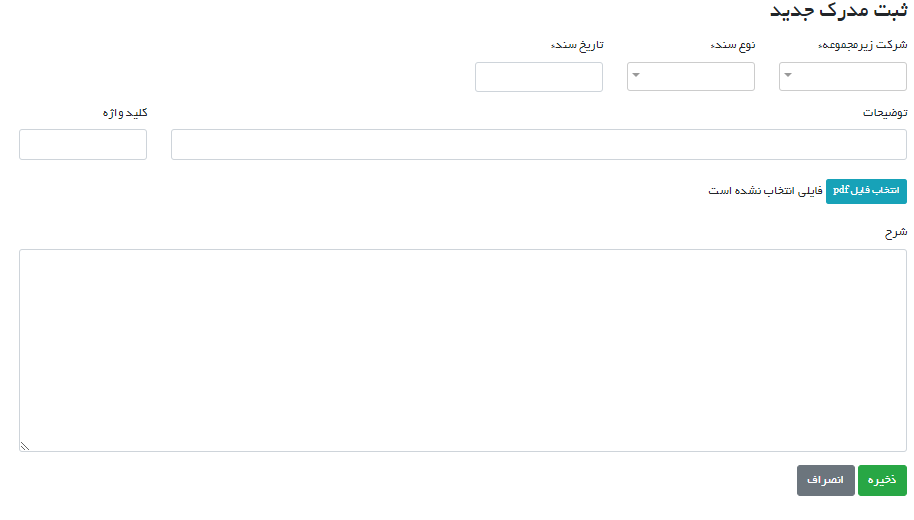 ثبت مدرک جدید
شرکت زیرمجموعه* نوع سند* تاریخ سند*
توضیحات کلید واژه
انتخاب فایل pdf فایلی انتخاب نشده است
شرح
ذخیره انصراف